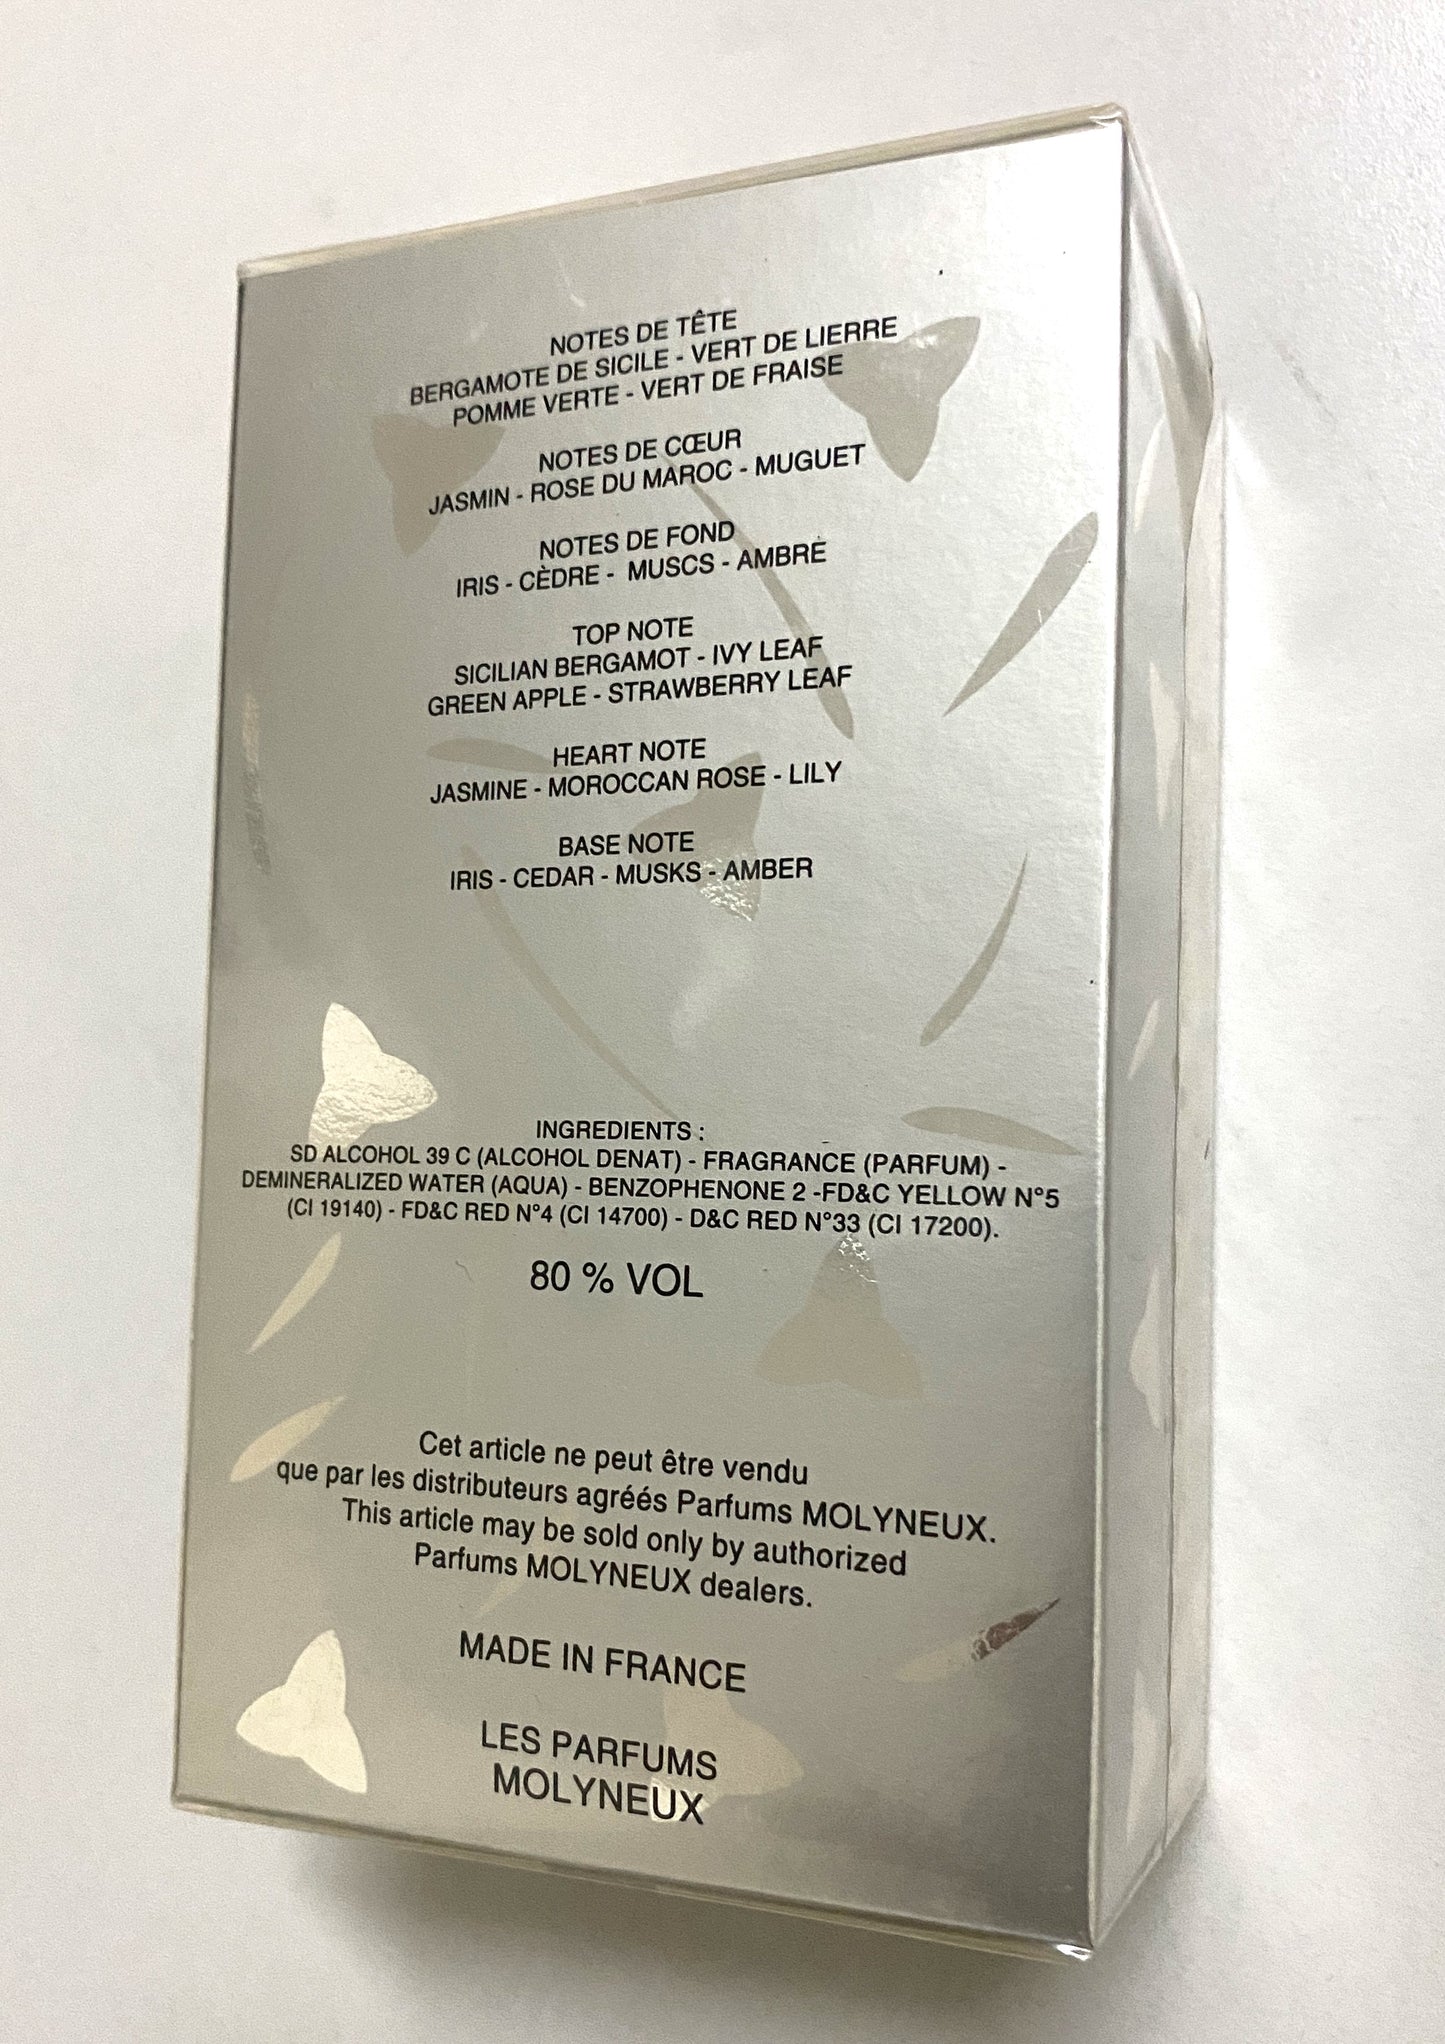 NOTES DE TÊTE
BERGAMOTE DE SICILE - VERT DE LIERRE
POMME VERTE - VERT DE FRAISE
NOTES DE CŒUR
JASMIN - ROSE DU MAROC - MUGUET
NOTES DE FOND
IRIS - CÈDRE - MUSCS - AMBRE
TOP NOTE
SICILIAN BERGAMOT - IVY LEAF
GREEN APPLE - STRAWBERRY LEAF
HEART NOTE
JASMINE - MOROCCAN ROSE - LILY
BASE NOTE
IRIS - CEDAR - MUSKS - AMBER
INGREDIENTS :
SD ALCOHOL 39 C (ALCOHOL DENAT) - FRAGRANCE (PARFUM) -
DEMINERALIZED WATER (AQUA) - BENZOPHENONE 2 -FD&C YELLOW N°5
(CI 19140) - FD&C RED N°4 (CI 14700) - D&C RED N°33 (CI 17200).
80 % VOL
Cet article ne peut être vendu
que par les distributeurs agréés Parfums MOLYNEUX.
This article may be sold only by authorized
Parfums MOLYNEUX dealers.
MADE IN FRANCE
LES PARFUMS
MOLYNEUX